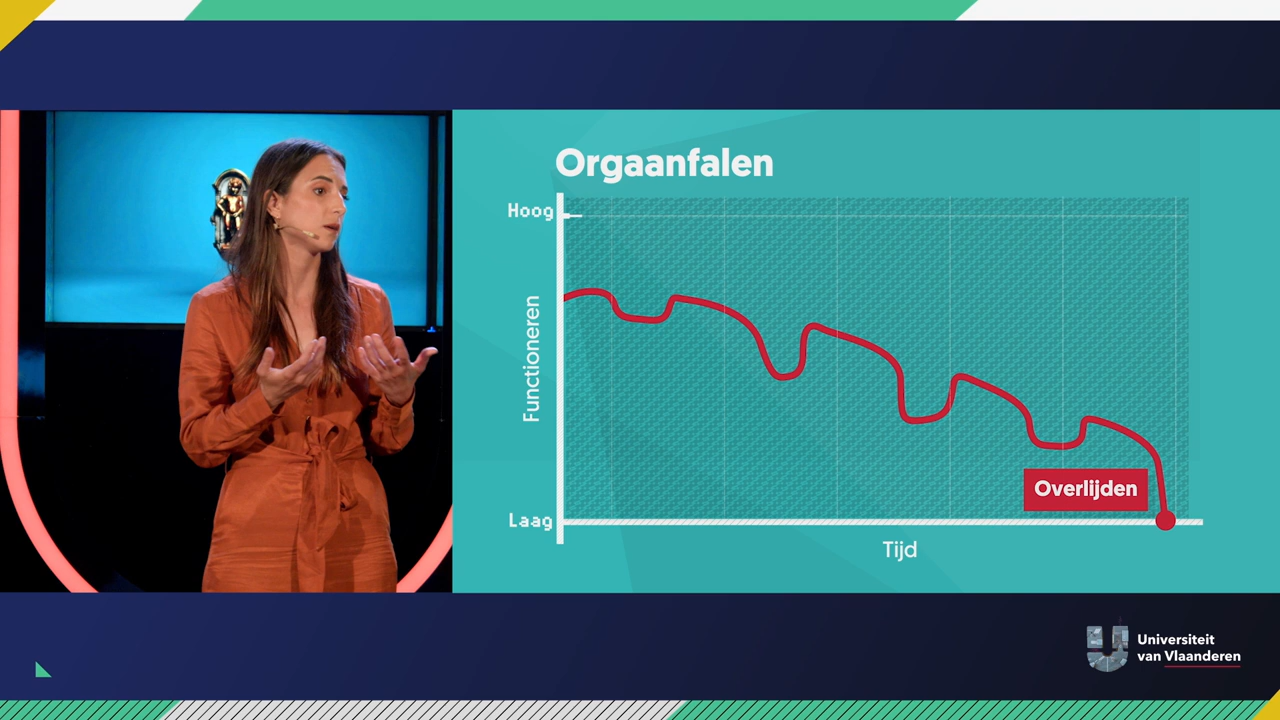 Orgaanfalen
Hoog
Functioneren
Laag
Overlijden
Tijd
Universiteit
van Vlaanderen